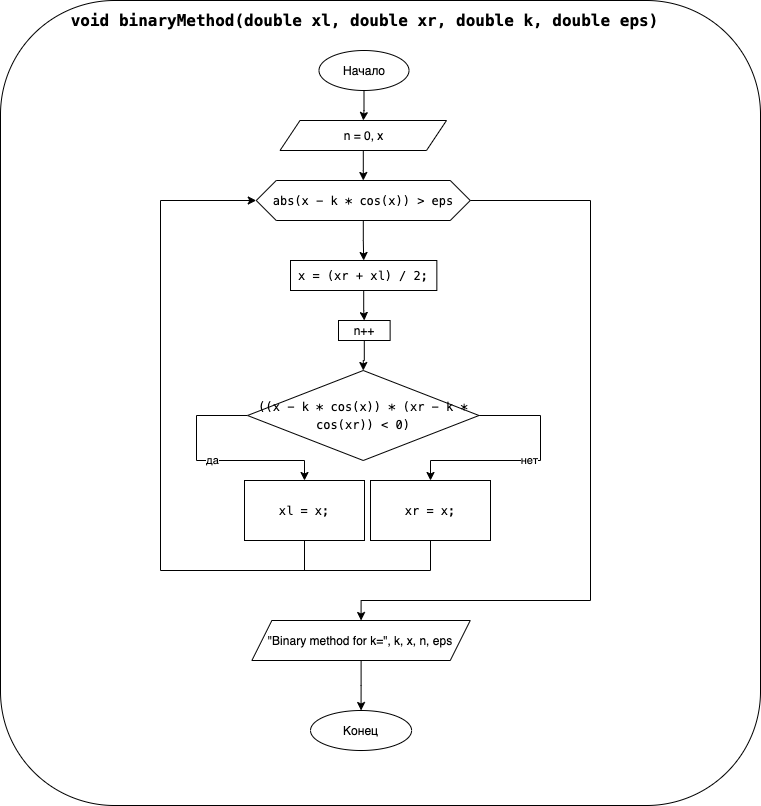 void binaryMethod(double xl, double xr, double k, double eps)
Начало
n = 0, x
abs(x − k * cos(x)) > eps
x = (xr + xl) / 2;
n++
((x − k * cos(x)) * (xr − k *
cos(xr)) < 0)
да
нет
xl = x;
xr = x;
"Binary method for k=", k, x, n, eps
Конец